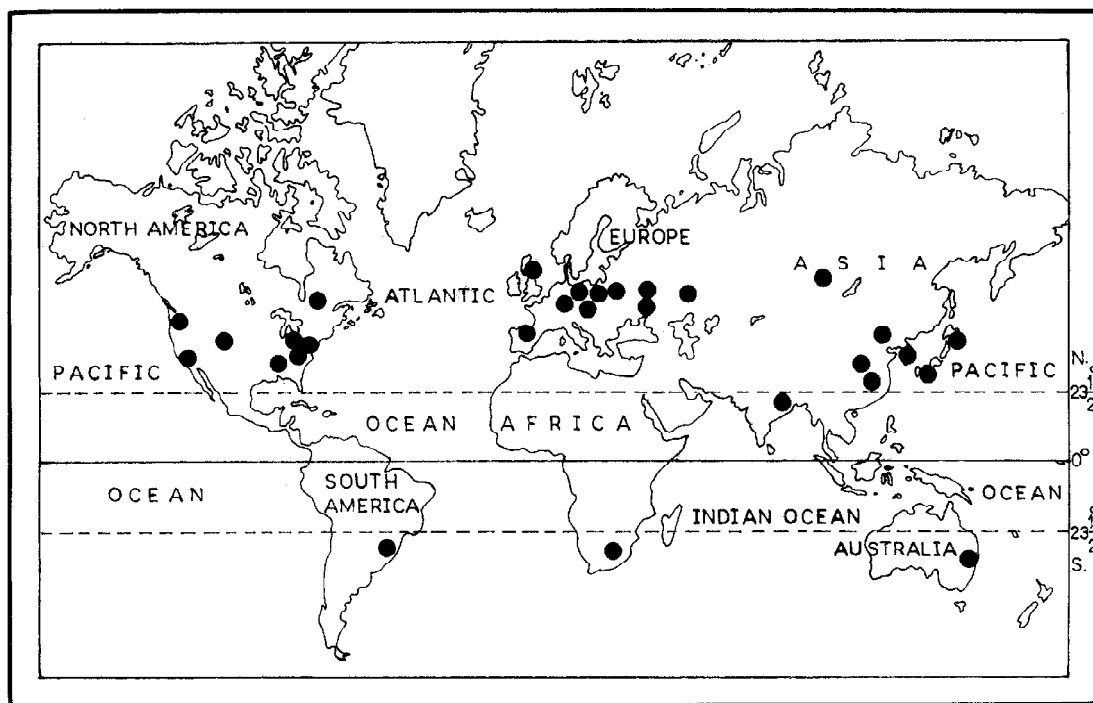 NORTH AMERICA
EUROPE
A S I A
ATLANTIC
PACIFIC
N.
PACIFIC
23½°
OCEAN
AFRICA
0°
SOUTH
AMERICA
OCEAN
OCEAN
INDIAN OCEAN
23½°
AUSTRALIA
S.